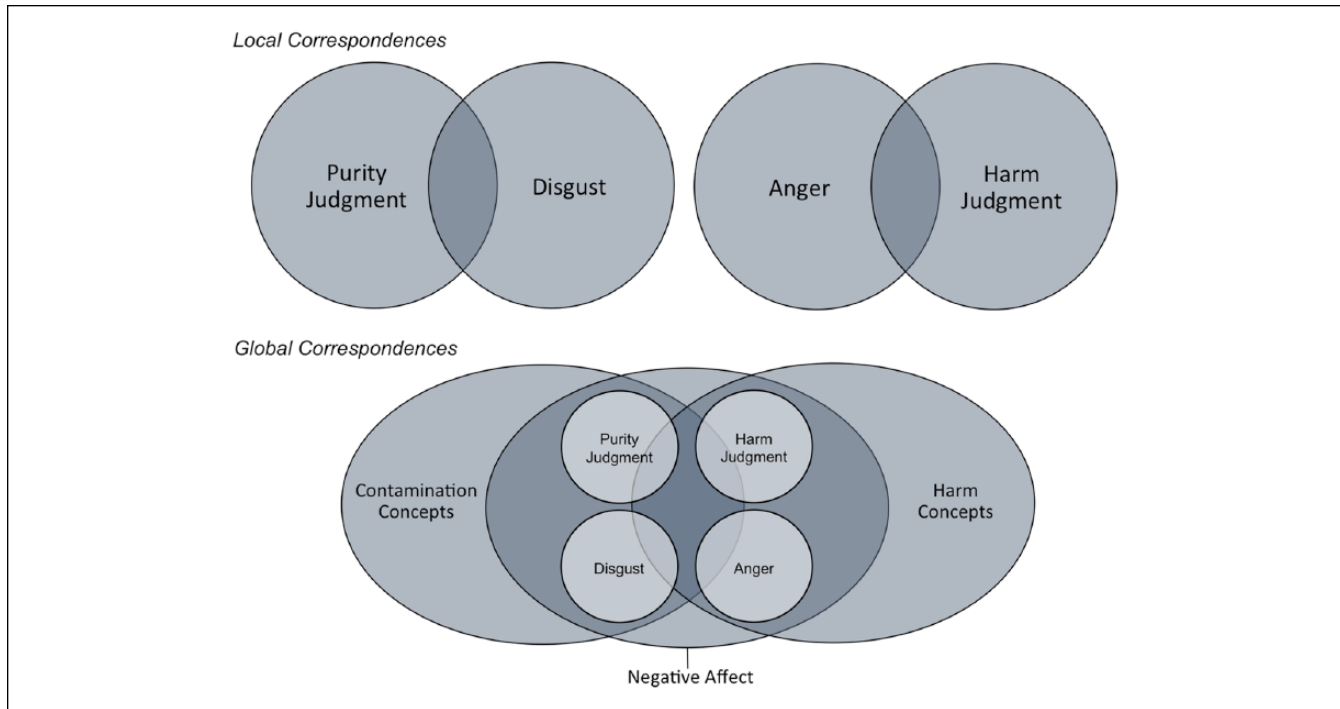 Local Correspondences
Purity
Judgment
Disgust
Anger
Harm
Judgment
Global Correspondences
Contamination
Concepts
Purity
Judgment
Harm
Judgment
Disgust
Anger
Harm
Concepts
Negative Affect